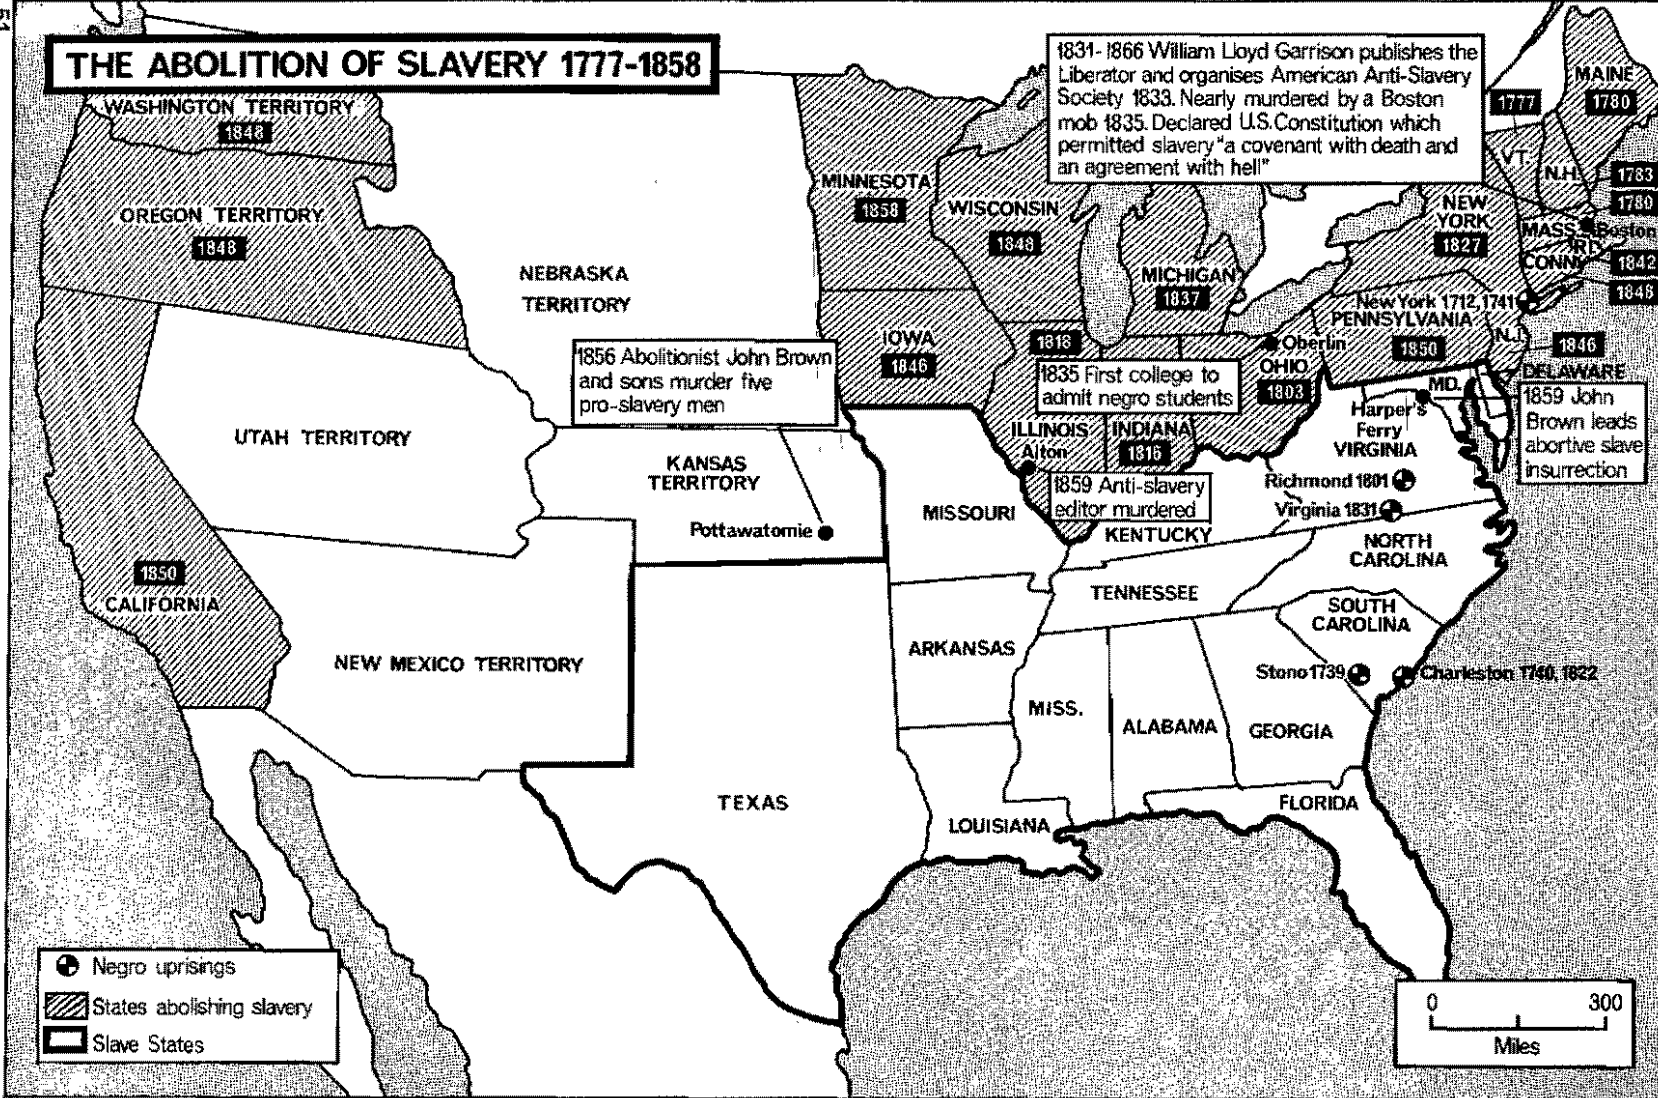 51
THE ABOLITION OF SLAVERY 1777-1858
1831-1866 William Lloyd Garrison publishes the
Liberator and organises American Anti-Slavery
Society 1833. Nearly murdered by a Boston
mob 1835. Declared U.S. Constitution which
permitted slavery "a covenant with death and
an agreement with hell"
WASHINGTON TERRITORY
1848
OREGON TERRITORY
1848
NEBRASKA
TERRITORY
MINNESOTA
1858
WISCONSIN
1848
MICHIGAN
1837
MAINE
1780
1777
VT.
N.H.
1783
1780
NEW
YORK
1827
MASS.
Boston
R.I.
CONN.
1842
1848
New York 1712, 1741
PENNSYLVANIA
1850
N.J.
1846
DELAWARE
IOWA
1846
1818
ILLINOIS
Alton
INDIANA
1816
Oberlin
OHIO
1803
1835 First college to
admit negro students
1856 Abolitionist John Brown
and sons murder five
pro-slavery men
1859 John
Brown leads
abortive slave
insurrection
MD.
Harper's
Ferry
VIRGINIA
Richmond 1801
Virginia 1831
1859 Anti-slavery
editor murdered
KENTUCKY
UTAH TERRITORY
KANSAS
TERRITORY
Pottawatomie
MISSOURI
NORTH
CAROLINA
TENNESSEE
SOUTH
CAROLINA
1850
CALIFORNIA
NEW MEXICO TERRITORY
ARKANSAS
Stono 1739
Charleston 1740, 1822
MISS.
ALABAMA
GEORGIA
TEXAS
LOUISIANA
FLORIDA
Negro uprisings
States abolishing slavery
Slave States
0 300
Miles